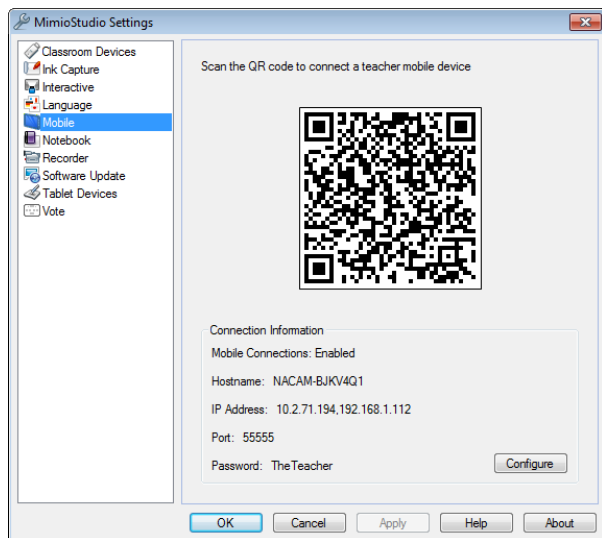 MimioStudio Settings
Classroom Devices
Ink Capture
Interactive
Language
Mobile
Notebook
Recorder
Software Update
Tablet Devices
Vote
Scan the QR code to connect a teacher mobile device
Connection Information
Mobile Connections: Enabled
Hostname: NACAM-BJKV4Q1
IP Address: 10.2.71.194,192.168.1.112
Port: 55555
Password: TheTeacher
Configure
OK Cancel Apply Help About